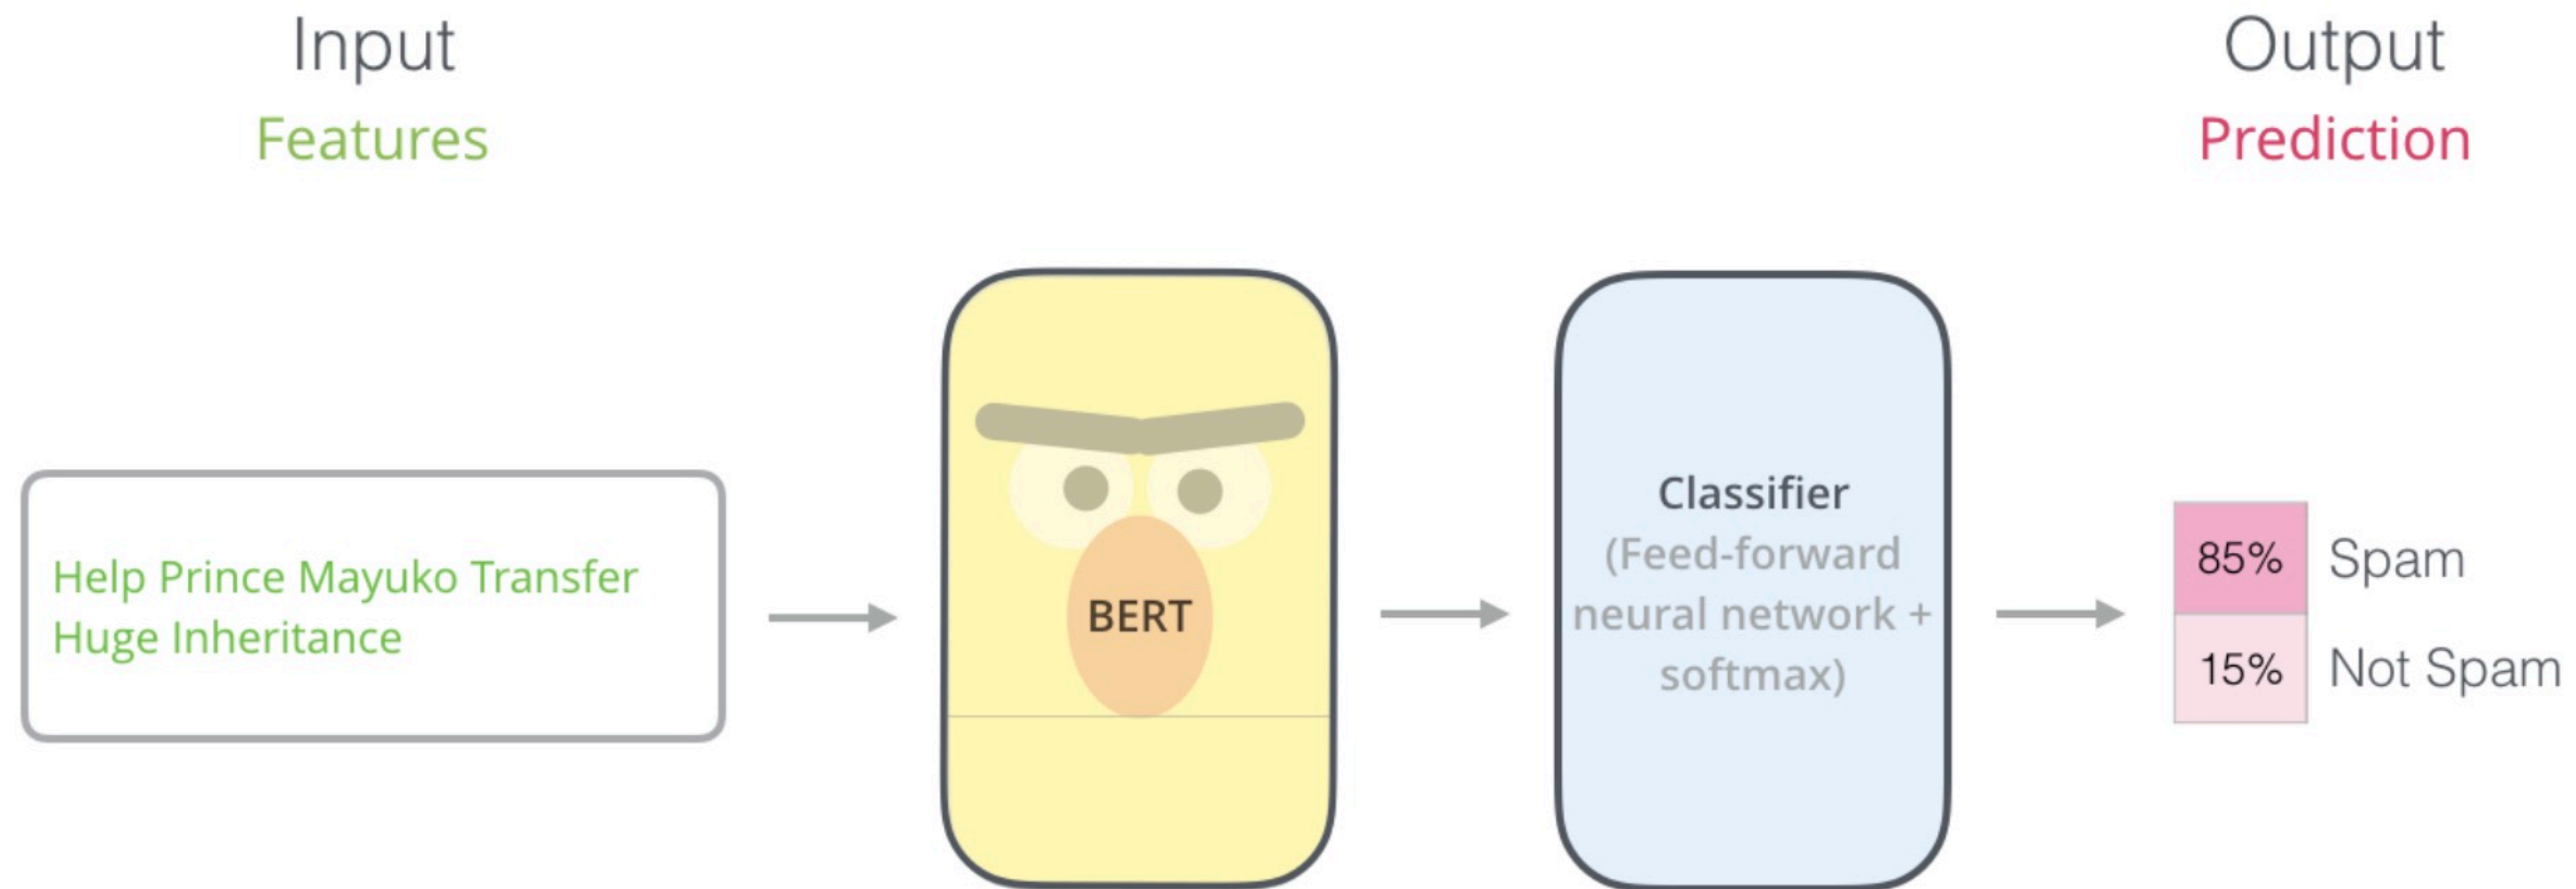 Input
Features
Output
Prediction
Help Prince Mayuko Transfer
Huge Inheritance
BERT
Classifier
(Feed-forward
neural network +
softmax)
85% Spam
15% Not Spam